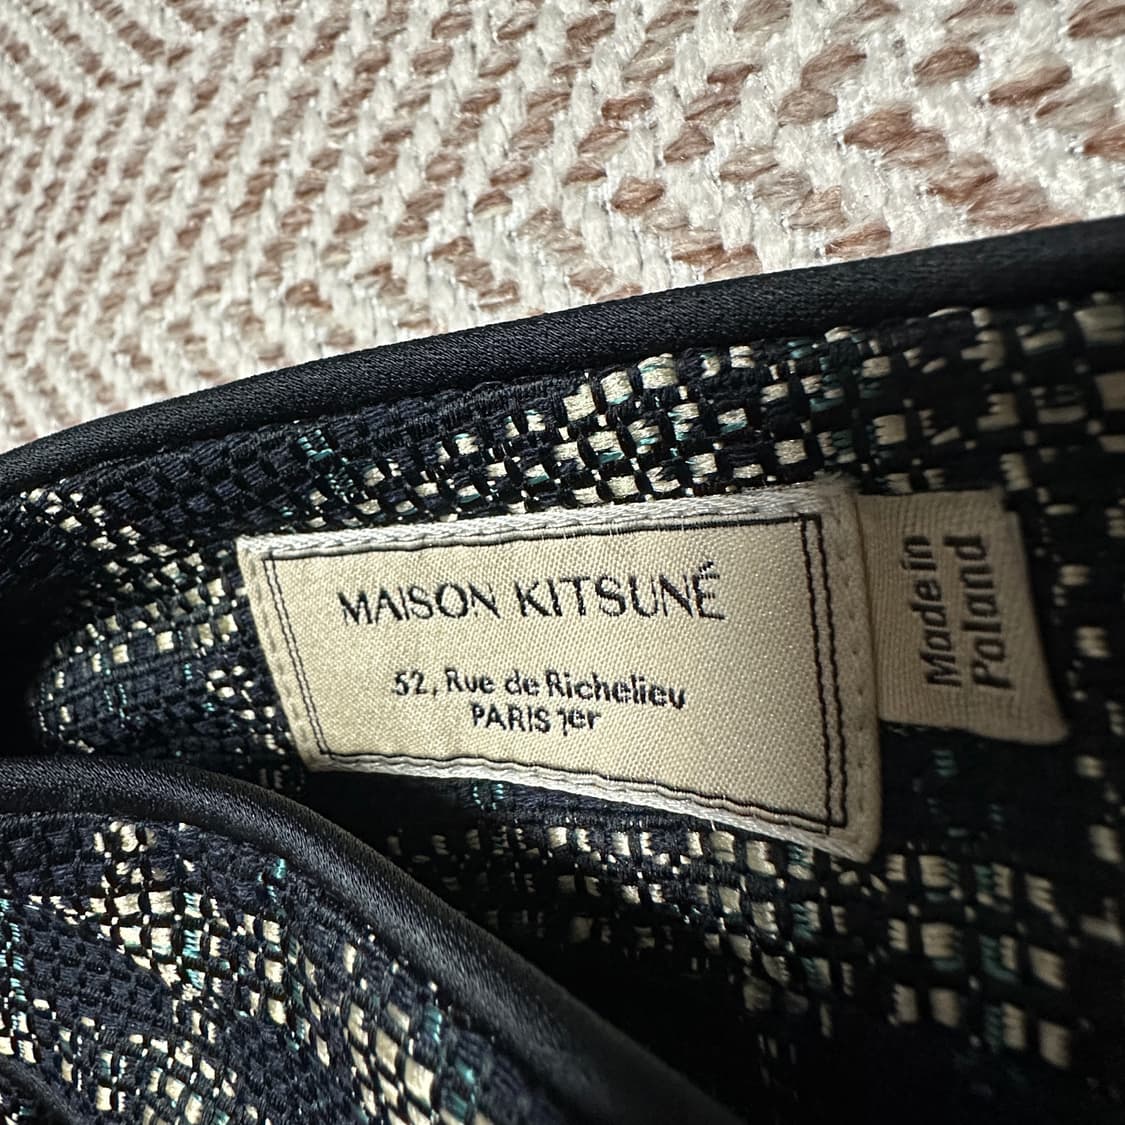 MAISON KITSUNÉ
52, Rue de Richelieu
PARIS 1er
Made in
Poland